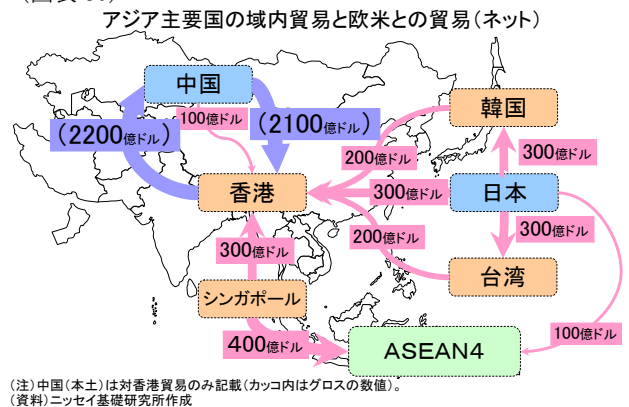 アジア主要国の域内貿易と欧米との貿易(ネット)
中国
100億ドル
(2200億ドル)
(2100億ドル)
韓国
200億ドル
300億ドル
香港
300億ドル
日本
300億ドル
200億ドル
300億ドル
台湾
シンガポール
400億ドル
100億ドル
ASEAN4
(注)中国(本土)は対香港貿易のみ記載(カッコ内はグロスの数値)。
(資料)ニッセイ基礎研究所作成